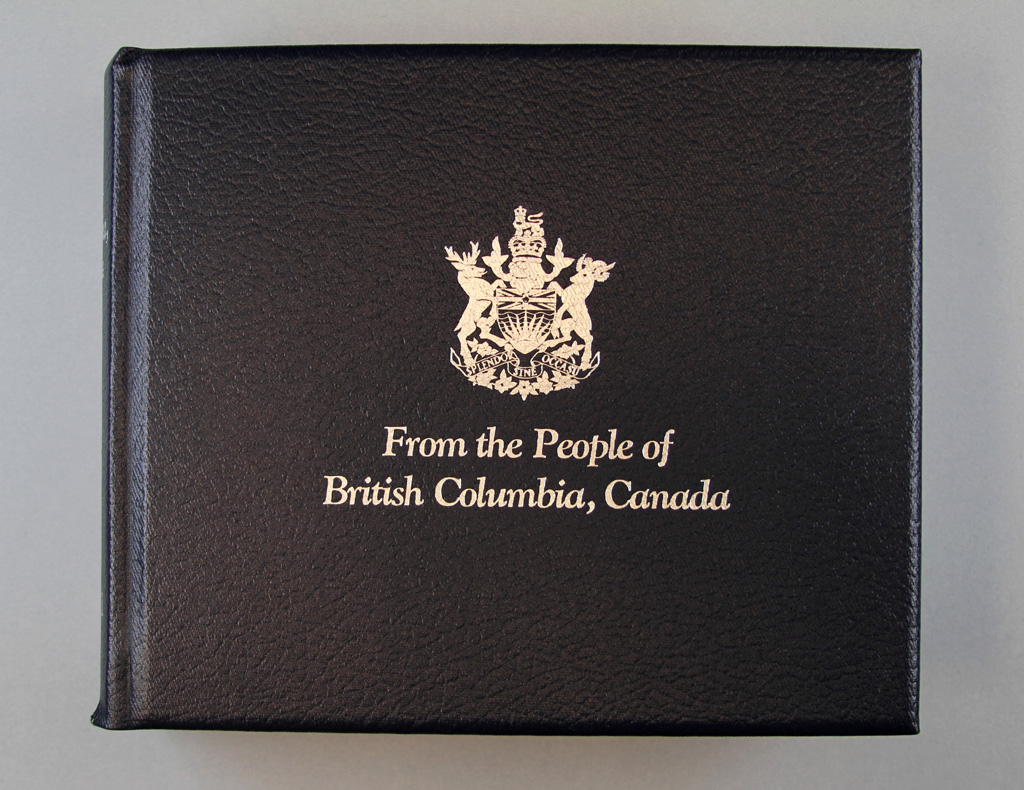 SPLENDOR SINE OCCASU
From the People of
British Columbia, Canada